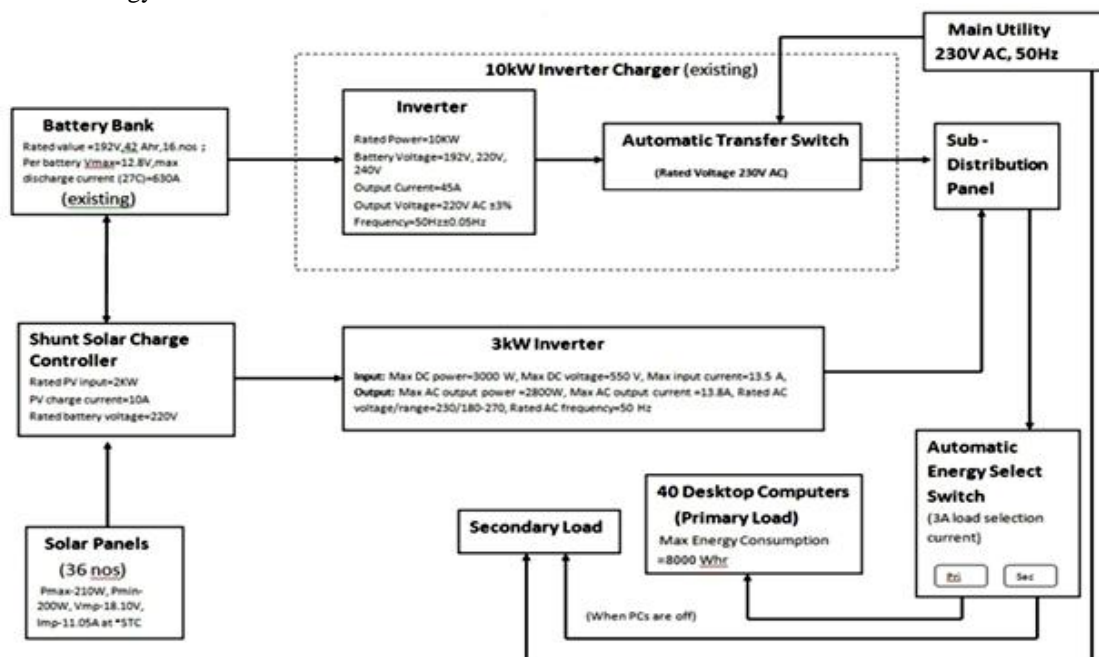 Main Utility
230V AC, 50Hz
10kW Inverter Charger (existing)
Battery Bank
Rated value =192V,42 Ahr,16.nos ;
Per battery Vmax=12.8V,max
discharge current (27C)=630A
(existing)
Inverter
Rated Power=10KW
Battery Voltage=192V, 220V,
240V
Output Current=45A
Output Voltage=220V AC ±3%
Frequency=50Hz±0.05Hz
Automatic Transfer Switch
(Rated Voltage 230V AC)
Sub -
Distribution
Panel
Shunt Solar Charge
Controller
Rated PV input=2KW
PV charge current=10A
Rated battery voltage=220V
3kW Inverter
Input: Max DC power=3000 W, Max DC voltage=550 V, Max input current=13.5 A,
Output: Max AC output power =2800W, Max AC output current =13.8A, Rated AC
voltage/range=230/180-270, Rated AC frequency=50 Hz
Automatic
Energy Select
Switch
(3A load selection
current)
Pri
Sec
40 Desktop Computers
(Primary Load)
Max Energy Consumption
=8000 Whr
Secondary Load
(When PCs are off)
Solar Panels
(36 nos)
Pmax-210W, Pmin-
200W, Vmp-18.10V,
Imp-11.05A at *STC